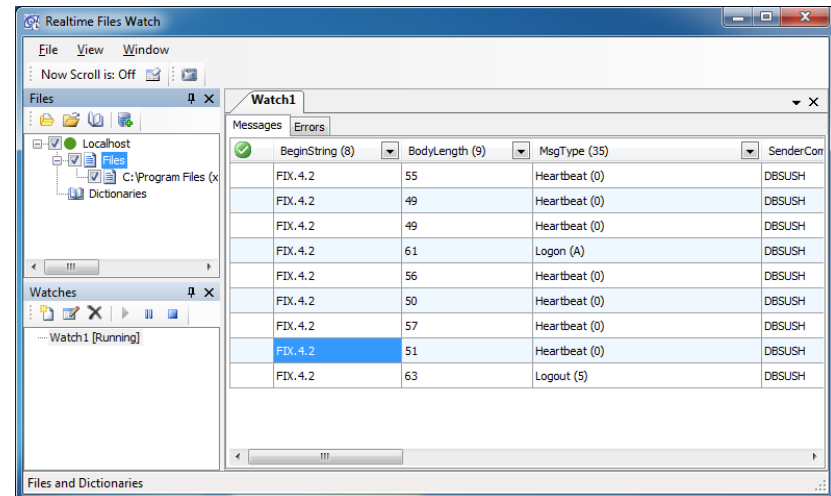 Realtime Files Watch
File View Window
Now Scroll is: Off
Files
Localhost
Files
C:\Program Files (x
Dictionaries
Watches
Watch1 [Running]
Watch1
Messages Errors
BeginString (8) BodyLength (9) MsgType (35) SenderCom
FIX.4.2 55 Heartbeat (0) DBSUSH
FIX.4.2 49 Heartbeat (0) DBSUSH
FIX.4.2 49 Heartbeat (0) DBSUSH
FIX.4.2 61 Logon (A) DBSUSH
FIX.4.2 56 Heartbeat (0) DBSUSH
FIX.4.2 50 Heartbeat (0) DBSUSH
FIX.4.2 57 Heartbeat (0) DBSUSH
FIX.4.2 51 Heartbeat (0) DBSUSH
FIX.4.2 63 Logout (5) DBSUSH
Files and Dictionaries